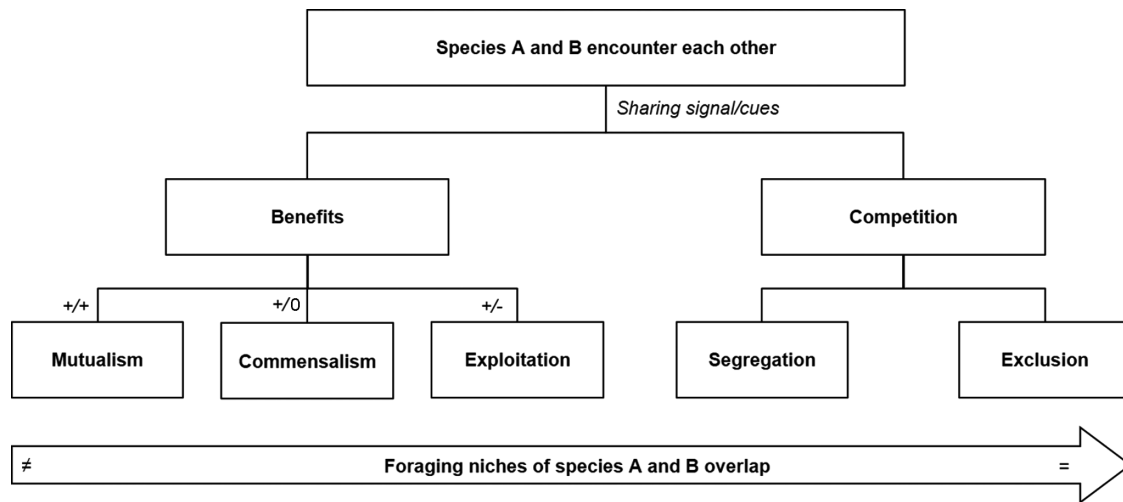 Species A and B encounter each other
Sharing signal/cues
Benefits
Competition
+/+
+/0
+/-
Mutualism
Commensalism
Exploitation
Segregation
Exclusion
≠
Foraging niches of species A and B overlap
=